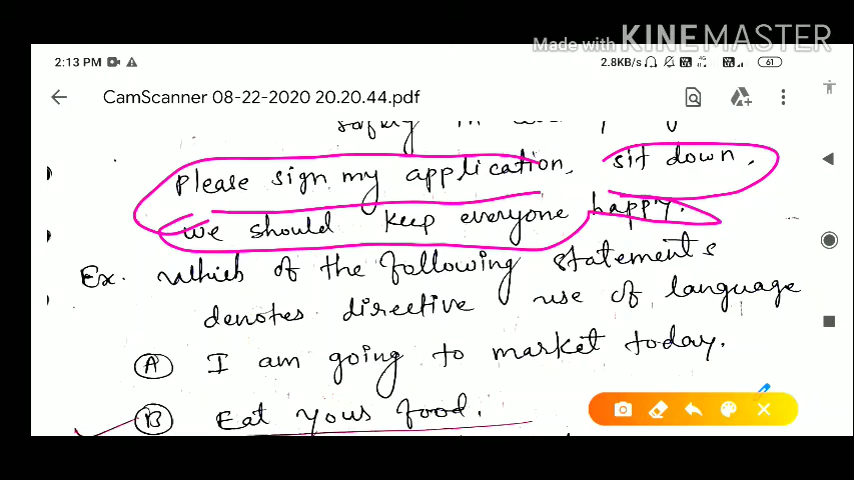 Made with KINEMASTER
2:13 PM 2.8KB/s 61
CamScanner 08-22-2020 20.20.44.pdf
in
Please sign my application, sit down,
we should keep everyone happy.
Ex. Which of the following statements
denotes directive use of language
(A) I am going to market today.
(B) Eat your food.